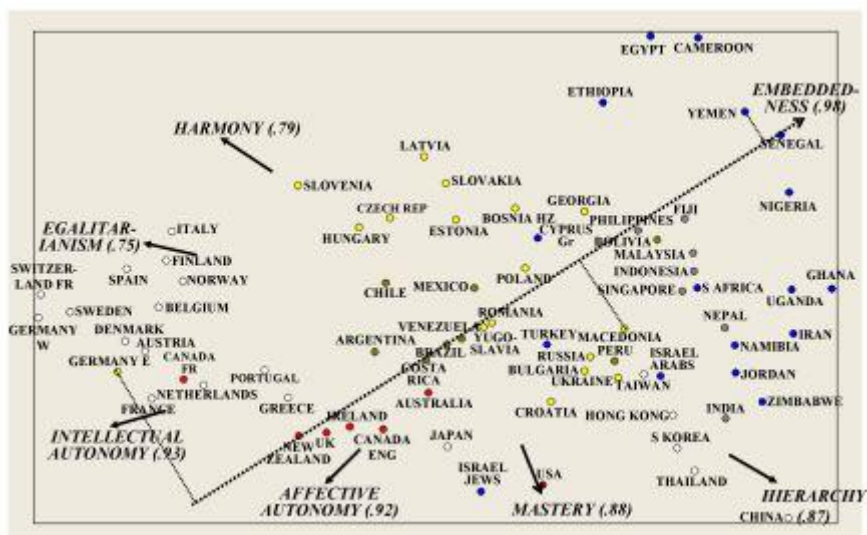 EGYPT
CAMEROON
ETHIOPIA
EMBEDDED-
NESS (.98)
YEMEN
SENEGAL
HARMONY (.79)
LATVIA
SLOVENIA
SLOVAKIA
NIGERIA
CZECH REP
GEORGIA
FIJI
BOSNIA HZ
PHILIPPINES
HUNGARY
ESTONIA
CYPRUS
Gr
BOLIVIA
EGALITAR-
IANISM (.75)
ITALY
MALAYSIA
FINLAND
SWITZER-
LAND FR
SPAIN
NORWAY
POLAND
INDONESIA
CHILE
MEXICO
SINGAPORE
S AFRICA
UGANDA
GHANA
SWEDEN
BELGIUM
GERMANY
W
DENMARK
AUSTRIA
ROMANIA
VENEZUEL
YUGO-
SLAVIA
TURKEY
MACEDONIA
NEPAL
IRAN
NAMIBIA
ARGENTINA
BRAZIL
RUSSIA
PERU
ISRAEL
ARABS
GERMANY E
CANADA
FR
PORTUGAL
COSTA
RICA
BULGARIA
UKRAINE
TAIWAN
JORDAN
NETHERLANDS
FRANCE
GREECE
AUSTRALIA
CROATIA
HONG KONG
INDIA
ZIMBABWE
INTELLECTUAL
AUTONOMY (.93)
IRELAND
NEW
ZEALAND
UK
CANADA
ENG
JAPAN
S KOREA
THAILAND
AFFECTIVE
AUTONOMY (.92)
ISRAEL
JEWS
USA
MASTERY (.88)
HIERARCHY
(.87)
CHINA